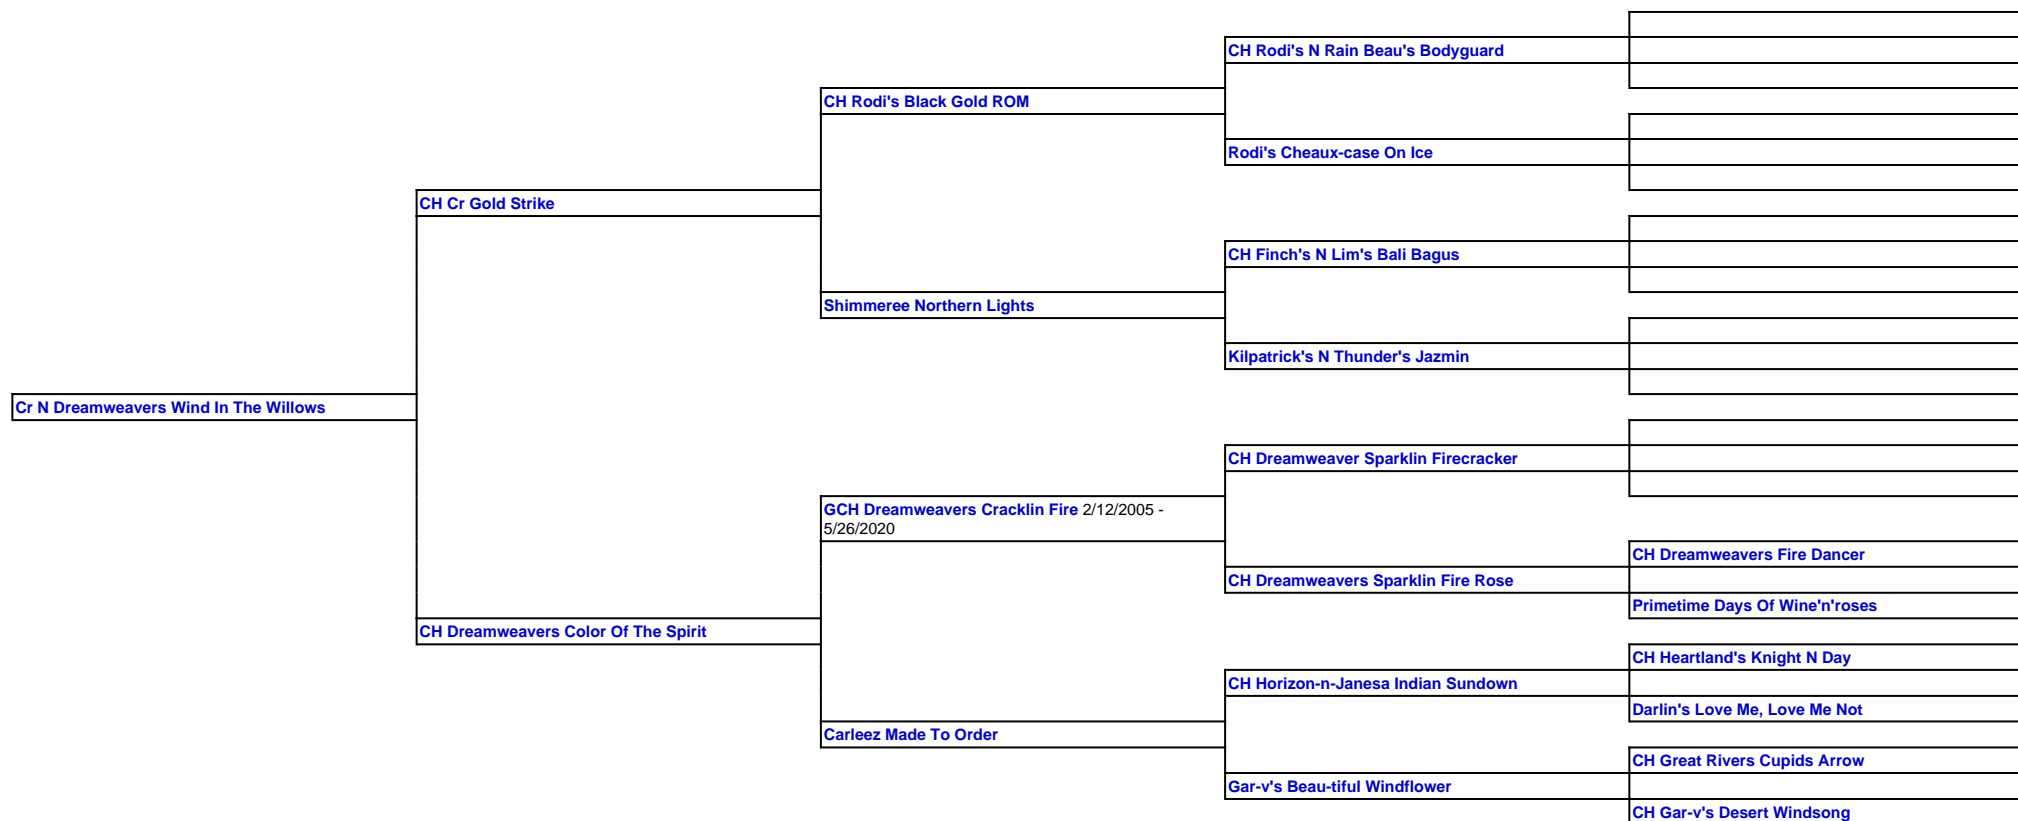 CH Rodi's N Rain Beau's Bodyguard
CH Rodi's Black Gold ROM
Rodi's Cheaux-case On Ice
CH Cr Gold Strike
CH Finch's N Lim's Bali Bagus
Shimmeree Northern Lights
Kilpatrick's N Thunder's Jazmin
Cr N Dreamweavers Wind In The Willows
CH Dreamweaver Sparklin Firecracker
GCH Dreamweavers Cracklin Fire 2/12/2005 -
5/26/2020
CH Dreamweavers Fire Dancer
CH Dreamweavers Sparklin Fire Rose
Primetime Days Of Wine'n'roses
CH Dreamweavers Color Of The Spirit
CH Heartland's Knight N Day
CH Horizon-n-Janesa Indian Sundown
Darlin's Love Me, Love Me Not
Carleez Made To Order
CH Great Rivers Cupids Arrow
Gar-v's Beau-tiful Windflower
CH Gar-v's Desert Windsong